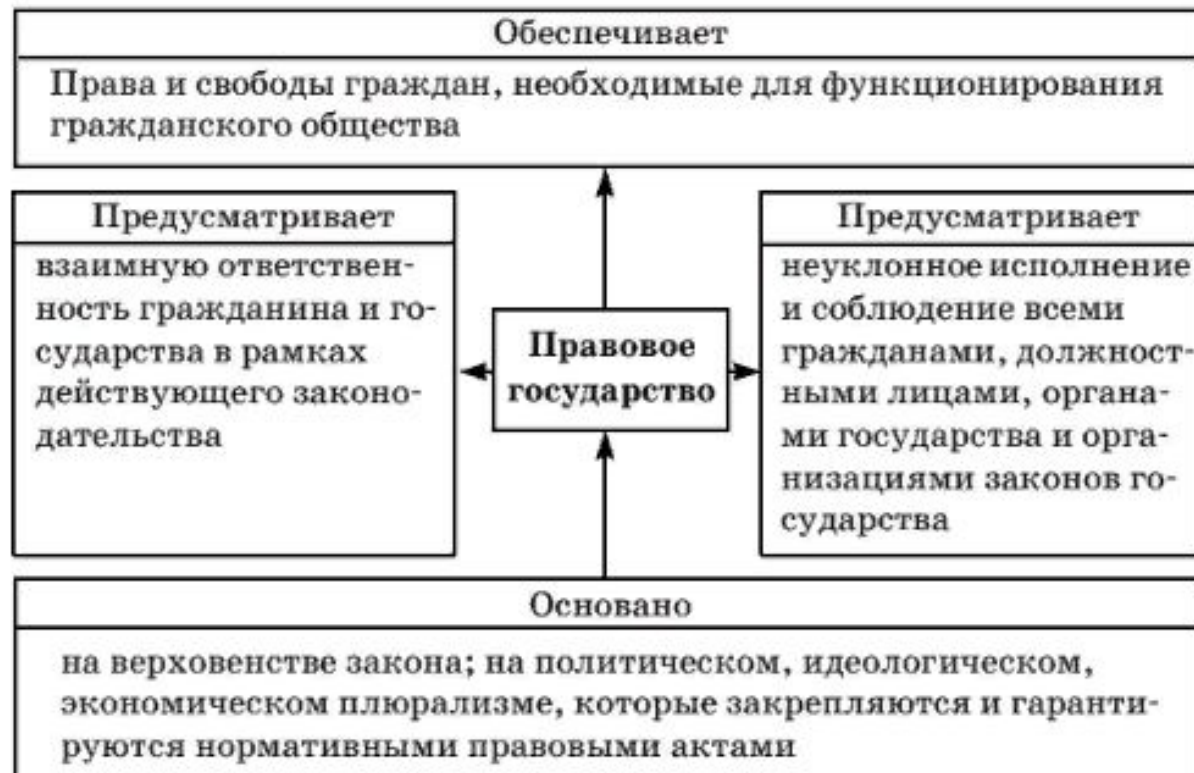 Обеспечивает
Права и свободы граждан, необходимые для функционирования
гражданского общества
Предусматривает
взаимную ответствен-
ность гражданина и го-
сударства в рамках
действующего законо-
дательства
Правовое
государство
Предусматривает
неуклонное исполнение
и соблюдение всеми
гражданами, должност-
ными лицами, органа-
ми государства и орга-
низациями законов го-
сударства
Основано
на верховенстве закона; на политическом, идеологическом,
экономическом плюрализме, которые закрепляются и гаранти-
руются нормативными правовыми актами